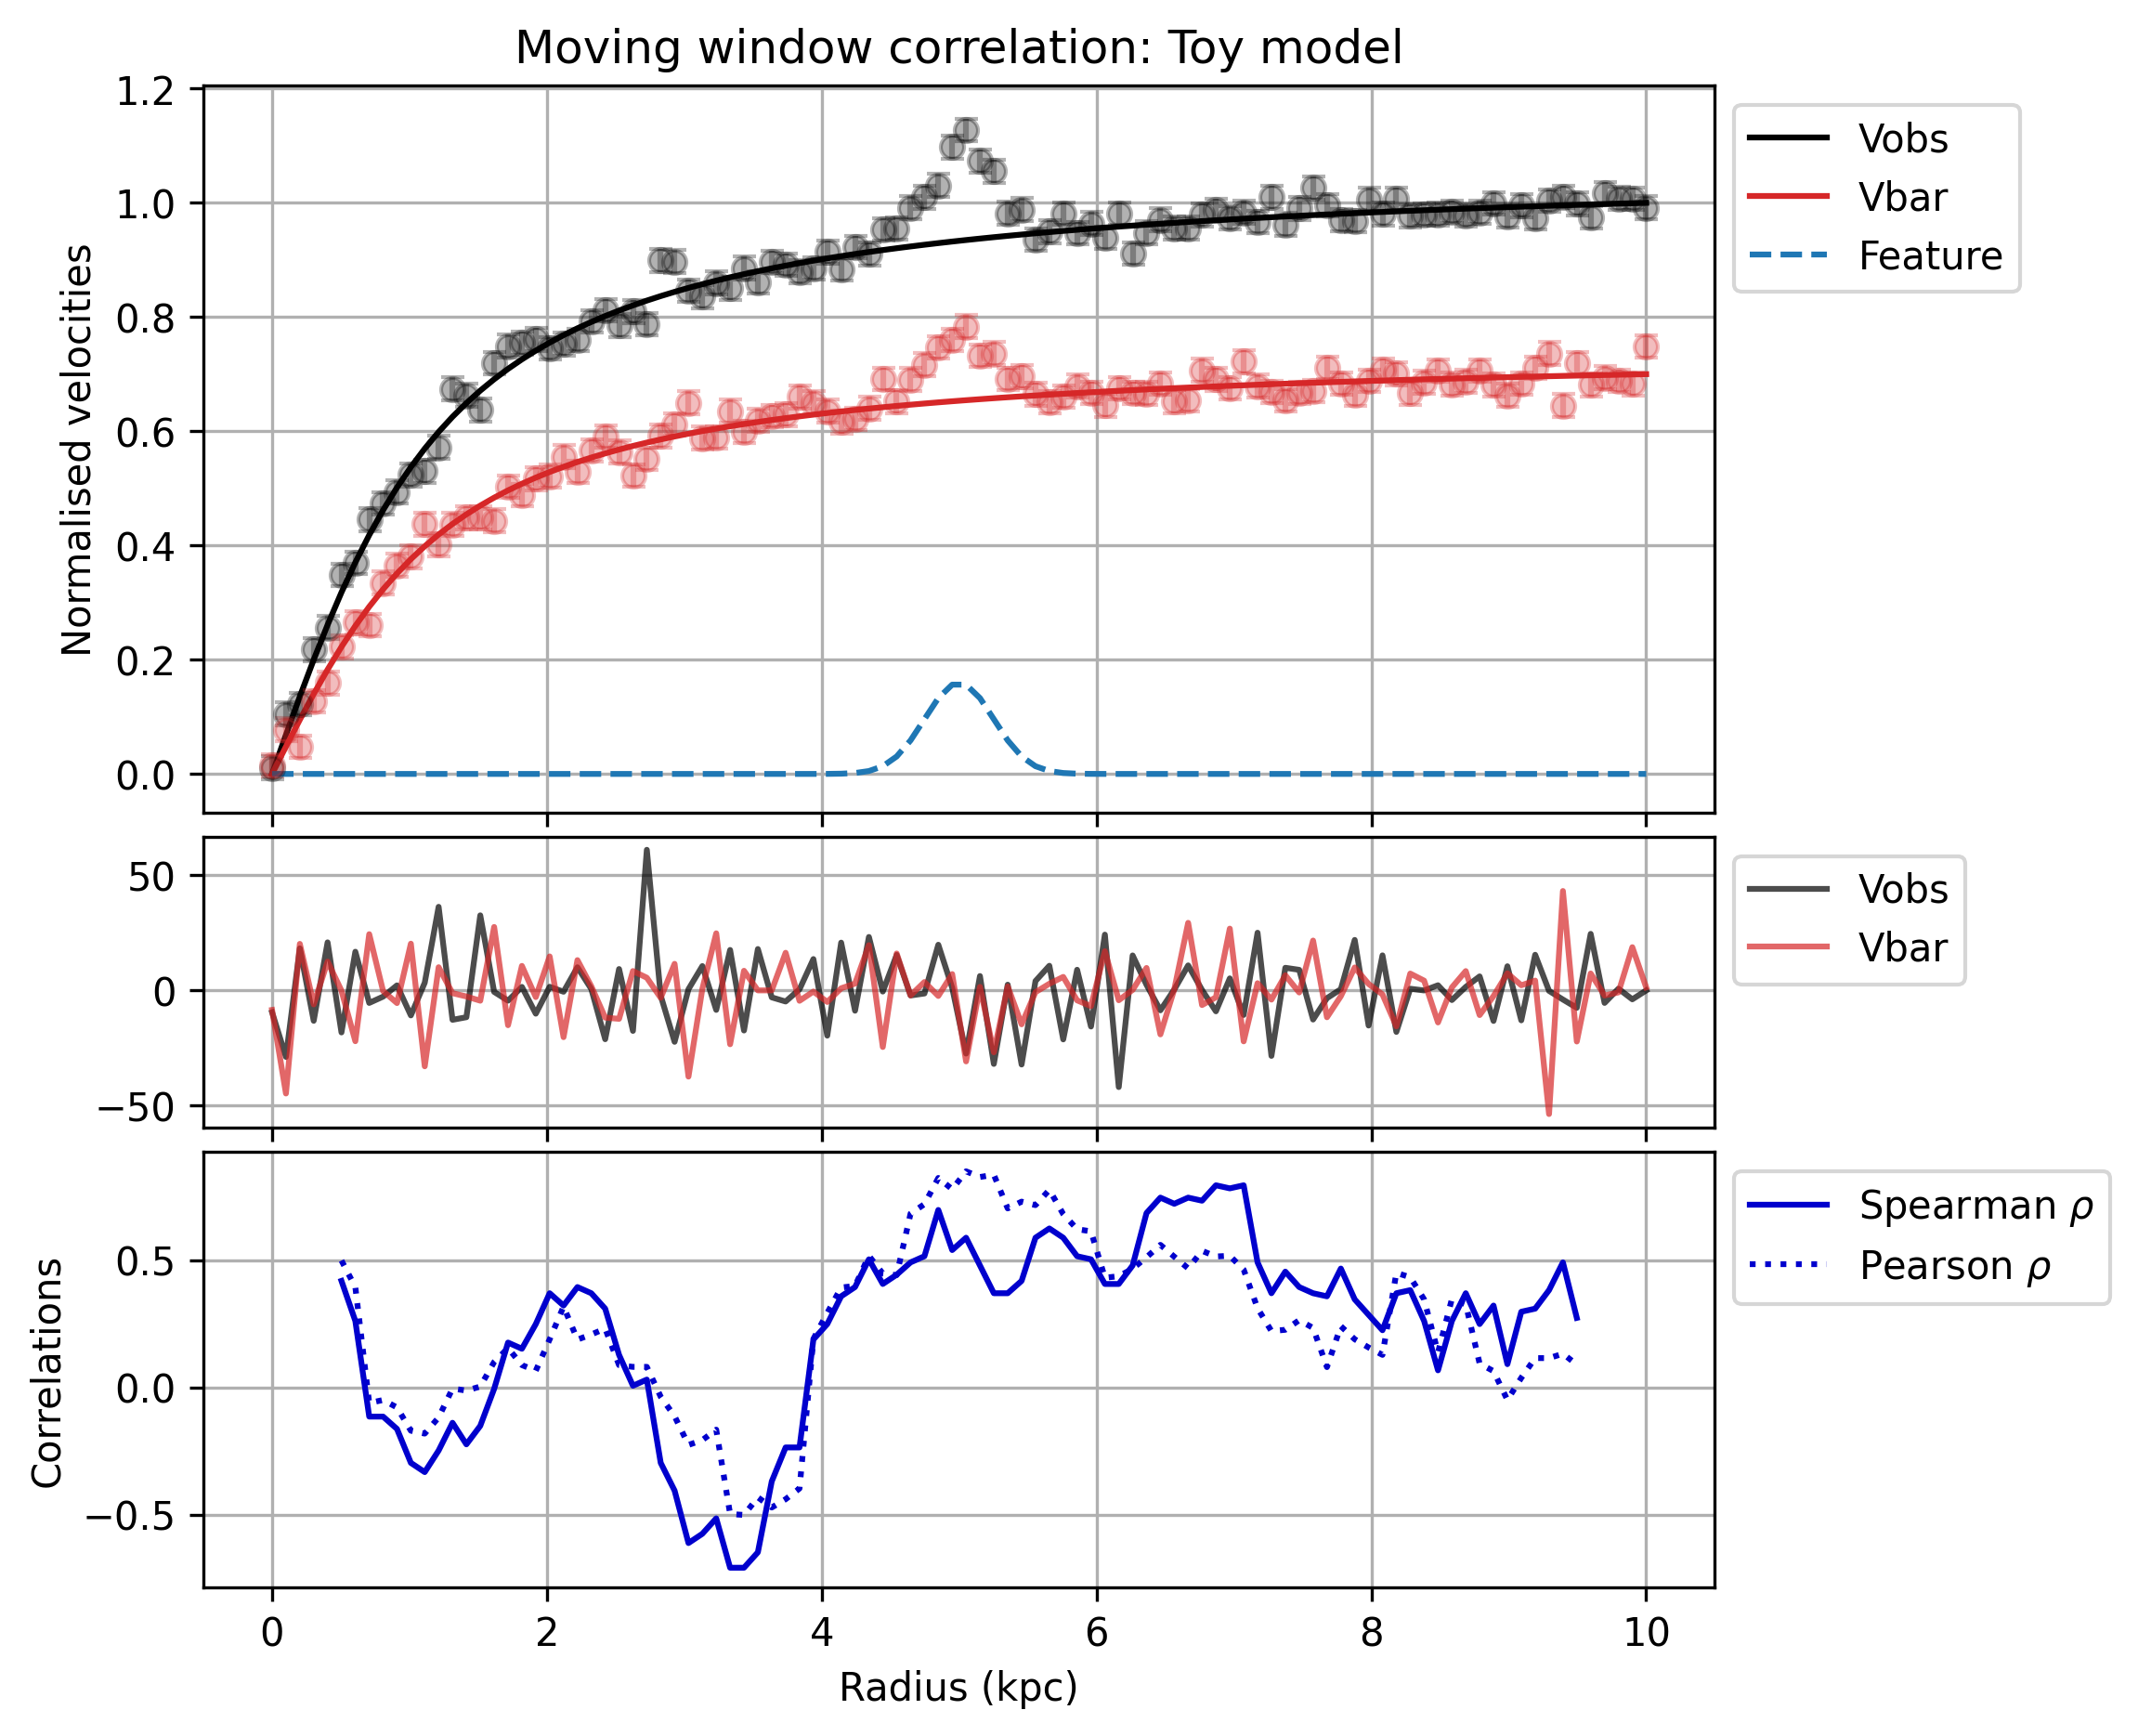 Moving window correlation: Toy model
Normalised velocities
1.2
1.0
0.8
0.6
0.4
0.2
0.0
Vobs
Vbar
Feature
50
0
−50
Vobs
Vbar
Correlations
0.5
0.0
−0.5
Spearman ρ
Pearson ρ
0 2 4 6 8 10
Radius (kpc)